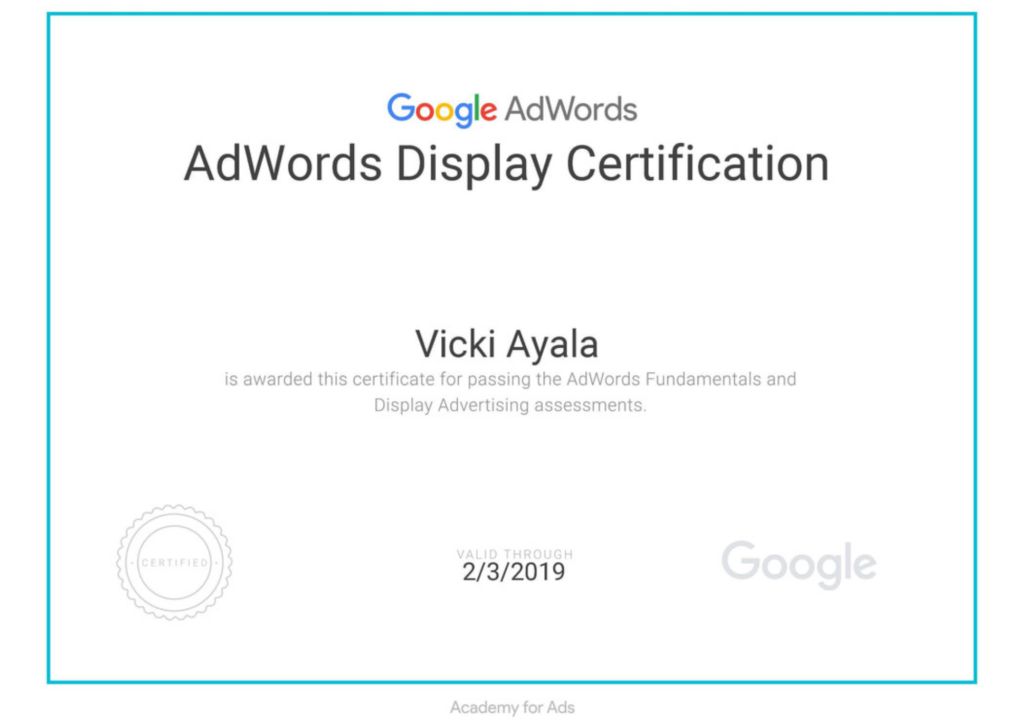 Google AdWords
AdWords Display Certification
Vicki Ayala
is awarded this certificate for passing the AdWords Fundamentals and
Display Advertising assessments.
CERTIFIED
VALID THROUGH
2/3/2019
Google
Academy for Ads